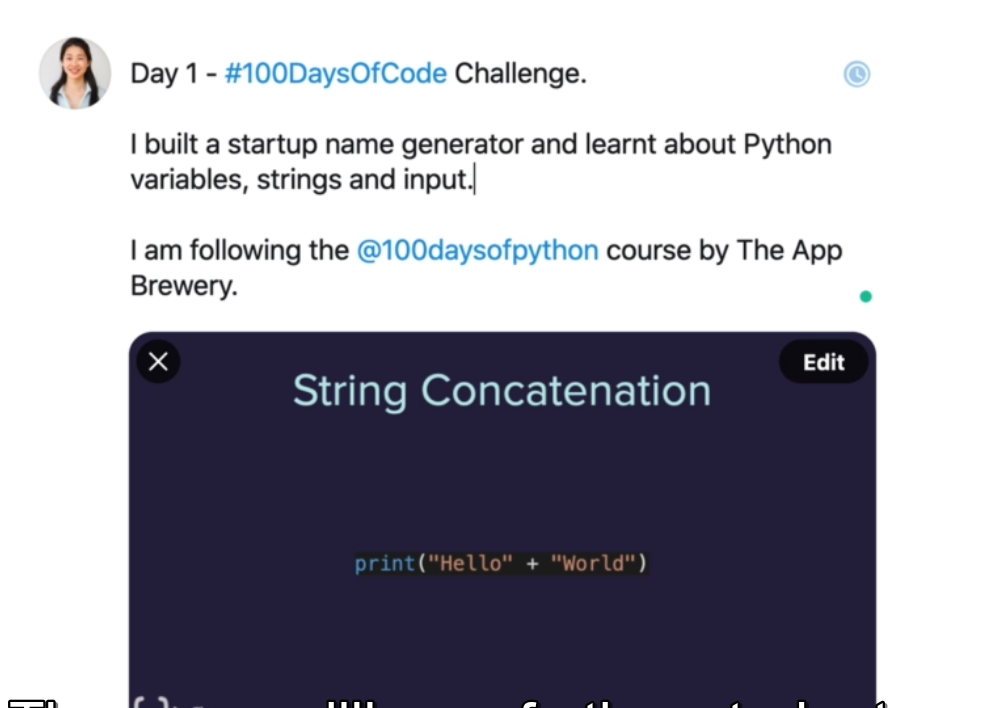 Day 1 - #100DaysOfCode Challenge.
I built a startup name generator and learnt about Python
variables, strings and input.
I am following the @100daysofpython course by The App
Brewery.
Edit
String Concatenation
print("Hello" + "World")